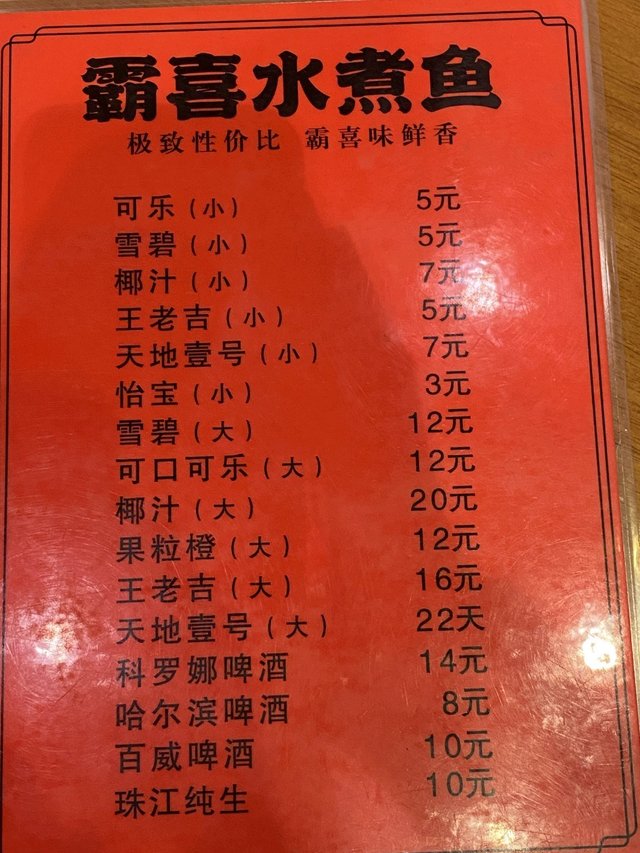 霸喜水煮鱼
极致性价比 霸喜味鲜香
可乐(小) 5元
雪碧(小) 5元
椰汁(小) 7元
王老吉(小) 5元
天地壹号(小) 7元
怡宝(小) 3元
雪碧(大) 12元
可口可乐(大) 12元
椰汁(大) 20元
果粒橙(大) 12元
王老吉(大) 16元
天地壹号(大) 22天
科罗娜啤酒 14元
哈尔滨啤酒 8元
百威啤酒 10元
珠江纯生 10元